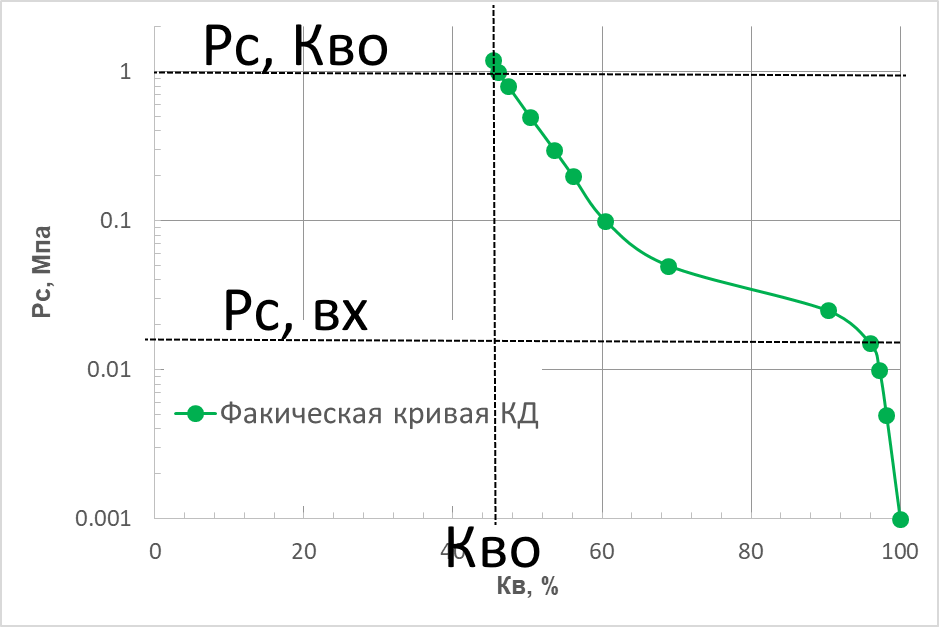 Рс, Кво
1
0.1
Рс, Мпа
Рс, вх
0.01
Факическая кривая КД
0.001
0 20 40 60 80 100
Кво
Кв, %